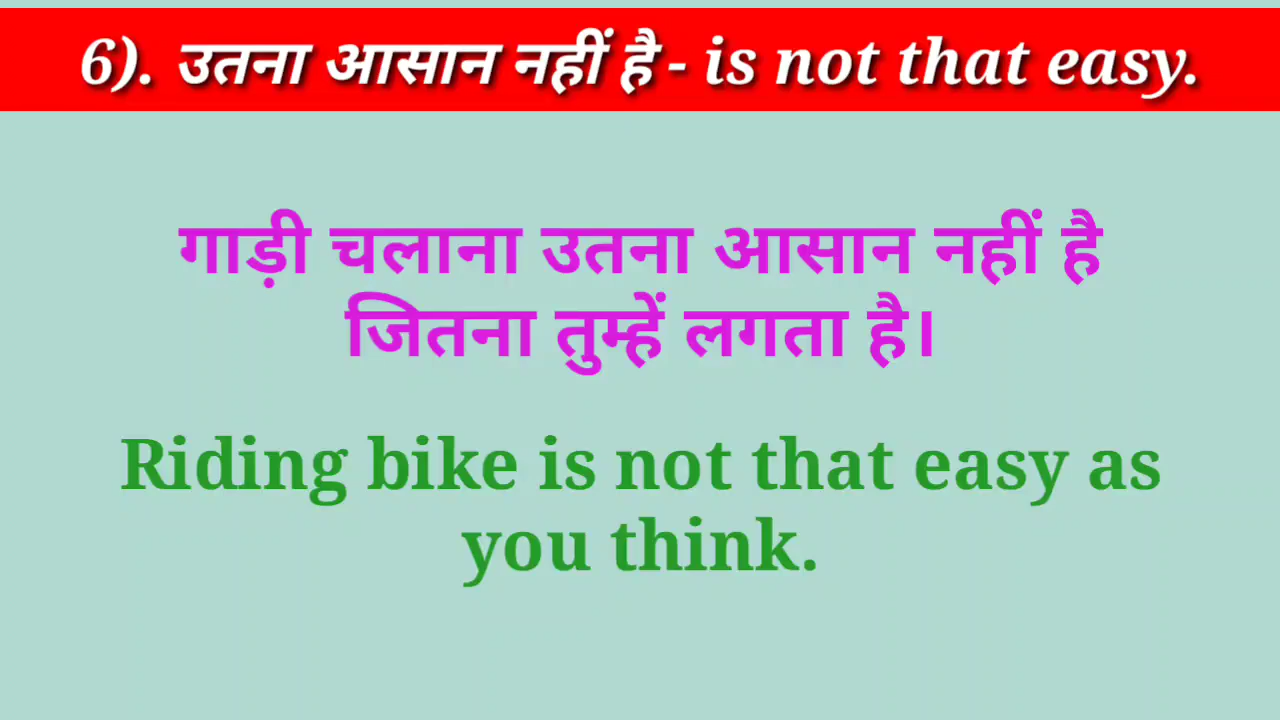 6). उतना आसान नहीं है - is not that easy.
गाड़ी चलाना उतना आसान नहीं है
जितना तुम्हें लगता है।
Riding bike is not that easy as
you think.